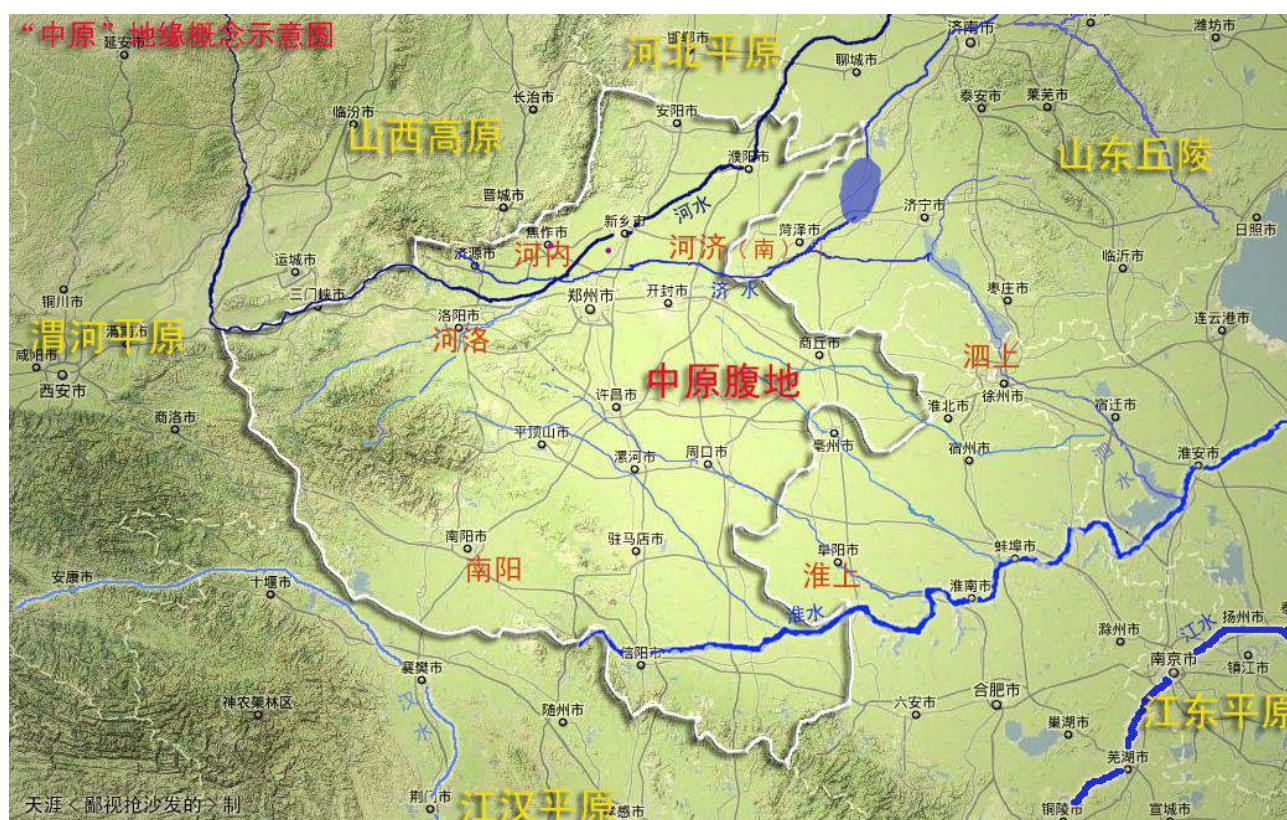 “中原”地缘概念示意图
延安市
河北平原
邯郸市
聊城市
济南市
潍坊市
泰安市
莱芜市
长治市
安阳市
临汾市
山西高原
山东丘陵
濮阳市
晋城市
河水
济宁市
日照市
新乡市
焦作市
河内
河济（南）
菏泽市
济源市
运城市
临沂市
三门峡市
铜川市
郑州市
开封市
济水
枣庄市
渭河平原
洛阳市
河洛
商丘市
连云港市
咸阳市
西安市
泗上
中原腹地
徐州市
许昌市
淮北市
宿迁市
商洛市
平顶山市
漯河市
周口市
亳州市
宿州市
淮安市
泗水
南阳市
驻马店市
阜阳市
蚌埠市
南阳
淮上
安康市
十堰市
淮水
淮南市
滁州市
江水
扬州市
信阳市
南京市
镇江市
襄樊市
汉水
神农架林区
随州市
六安市
合肥市
巢湖市
江东平原
芜湖市
天涯<鄙视抢沙发的>制
荆门市
江汉平原
孝感市
铜陵市
宣城市